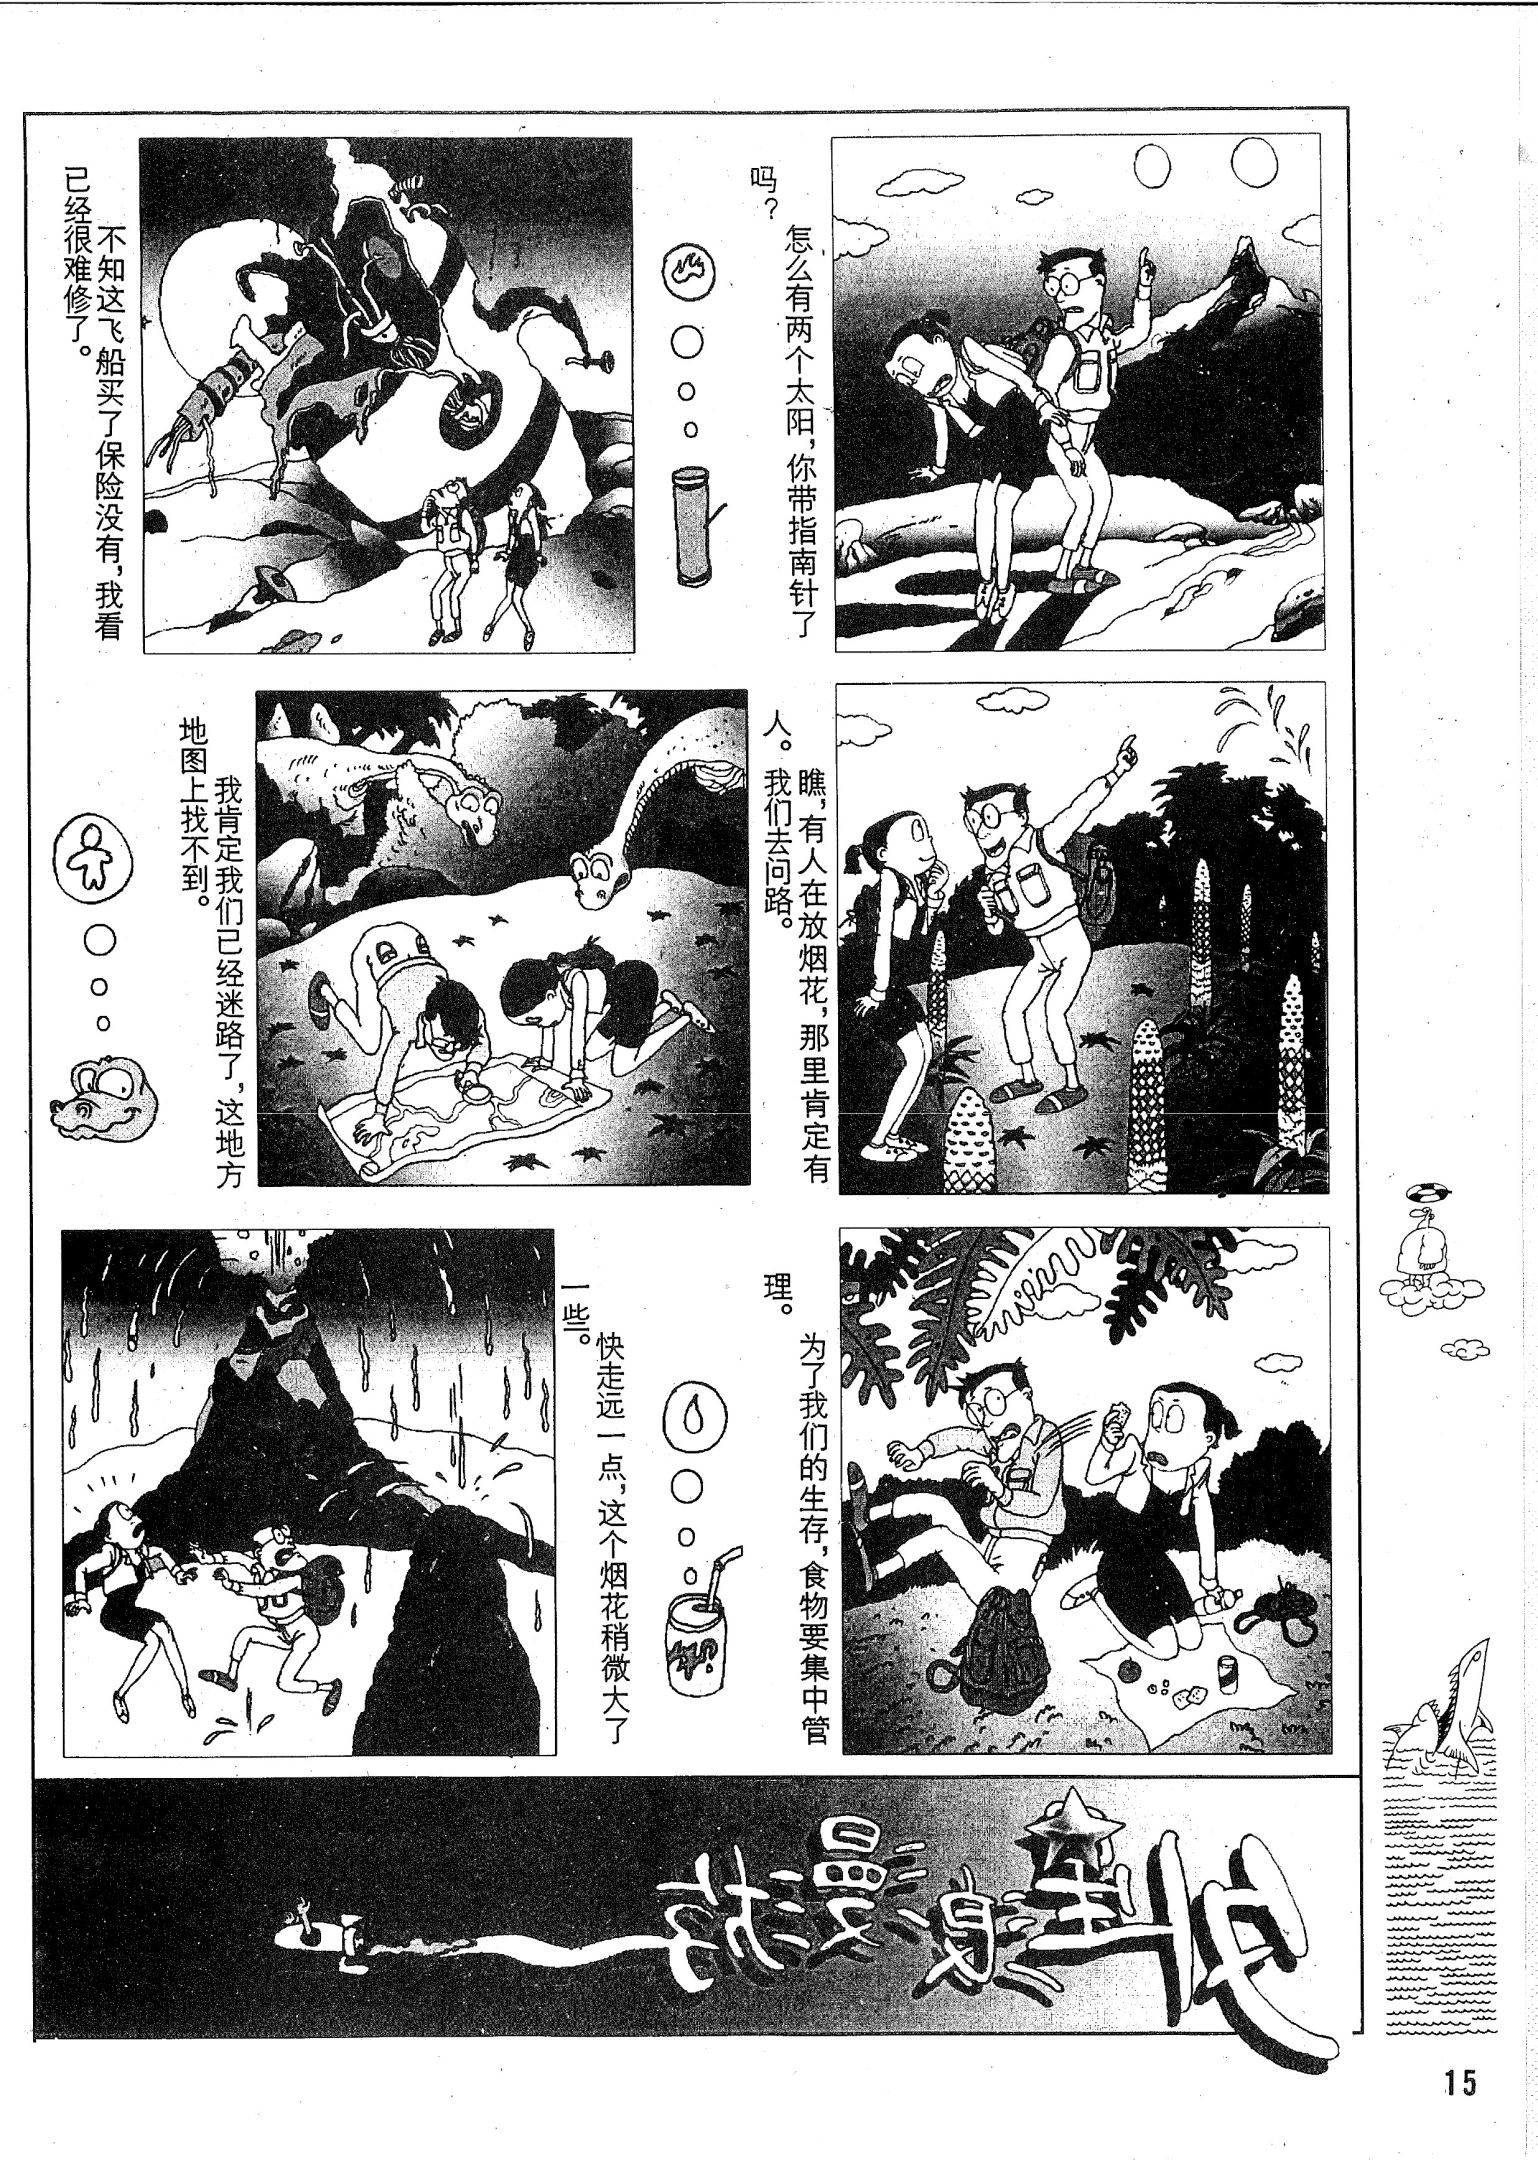 怎么有两个太阳，你带指南针了
吗？
不知这飞船买了保险没有，我看
已经很难修了。
瞧，有人在放烟花，那里肯定有
人。我们去问路。
我肯定我们已经迷路了，这地方
地图上找不到。
为了我们的生存，食物要集中管
理。
快走远一点，这个烟花稍微大了
一些。
外星浪漫游
15